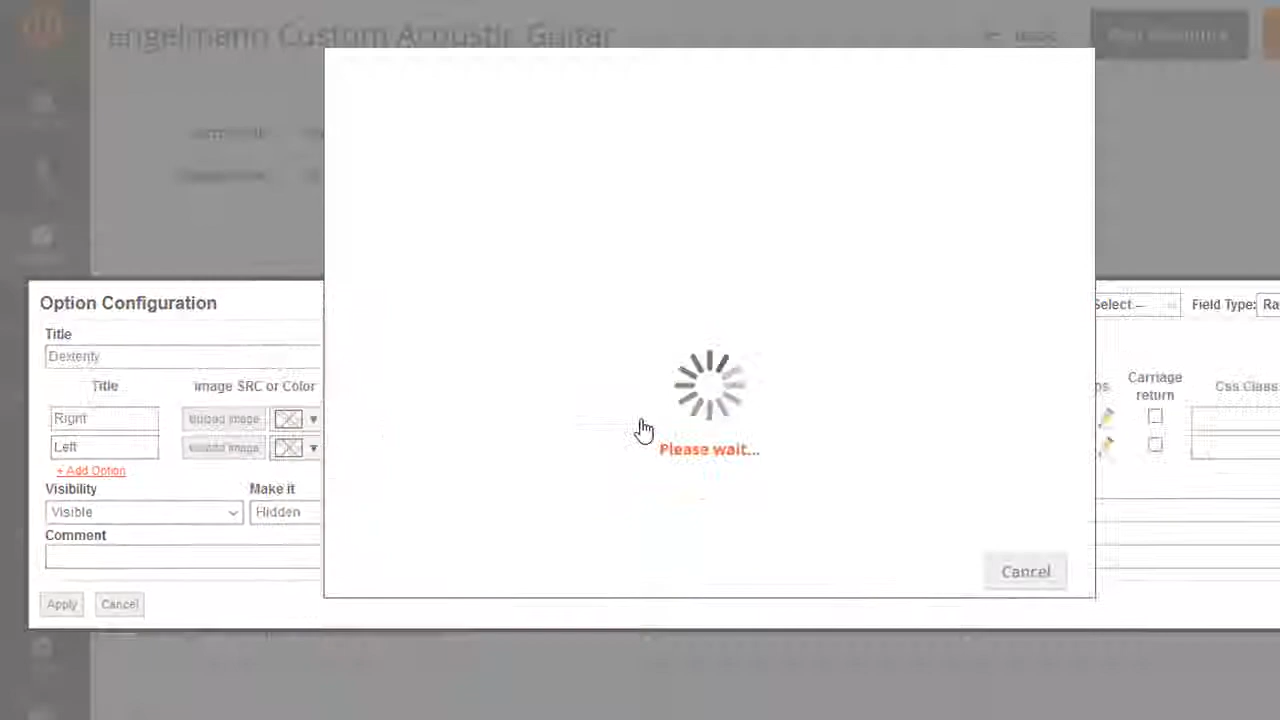 Engelmann Custom Acoustic Guitar
Option Configuration
Select --
Field Type:
Ra
Title
Dexterity
Title
Image SRC or Color
Carriage
return
Css Class
Right
Upload Image
Left
Upload Image
+ Add Option
Please wait...
Visibility
Make it
Visible
Hidden
Comment
Cancel
Apply
Cancel